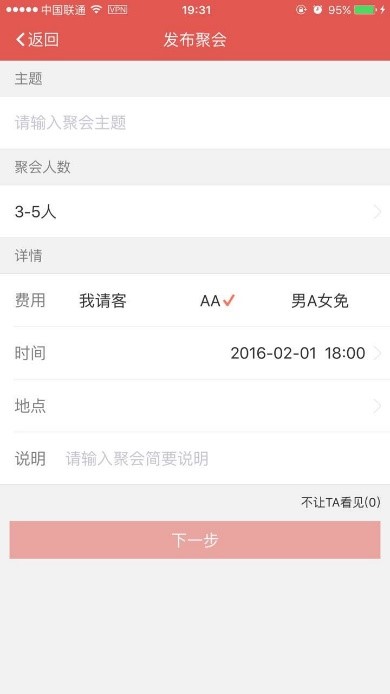 中国联通 VPN 19:31 95%
返回 发布聚会
主题
请输入聚会主题
聚会人数
3-5人
详情
费用 我请客 AA 男A女免
时间 2016-02-01 18:00
地点
说明 请输入聚会简要说明
不让TA看见(0)
下一步